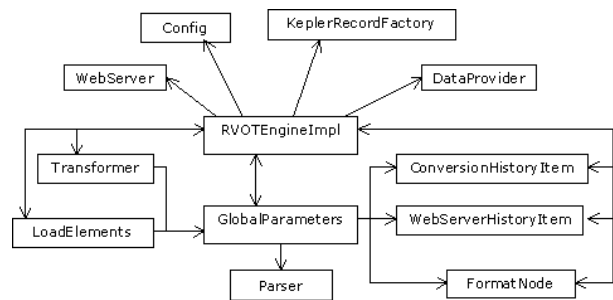 Config
KeplerRecordFactory
WebServer
DataProvider
RVOTEngineImpl
Transformer
ConversionHistoryItem
LoadElements
GlobalParameters
WebServerHistoryItem
Parser
FormatNode